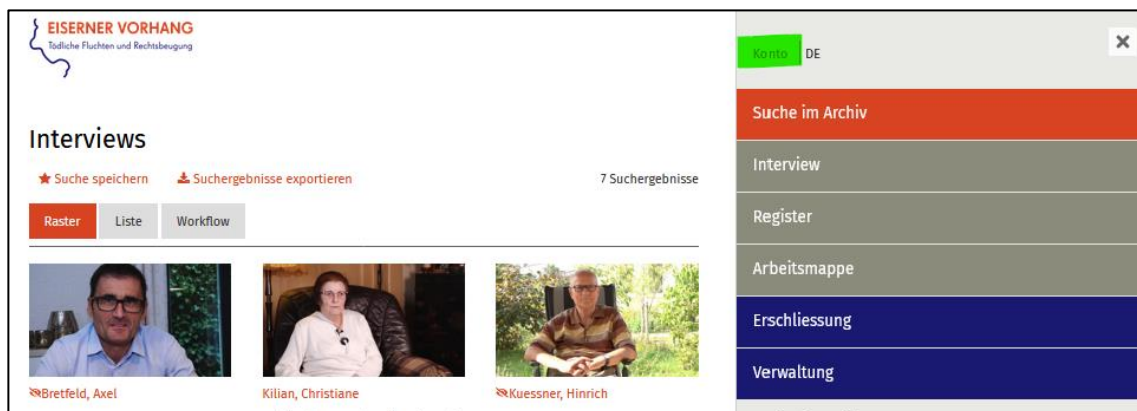 EISERNER VORHANG
Tödliche Fluchten und Rechtsbeugung
Interviews
Suche speichern Suchergebnisse exportieren 7 Suchergebnisse
Raster Liste Workflow
Bretfeld, Axel Kilian, Christiane Kuessner, Hinrich
Konto DE
Suche im Archiv
Interview
Register
Arbeitsmappe
Erschliessung
Verwaltung